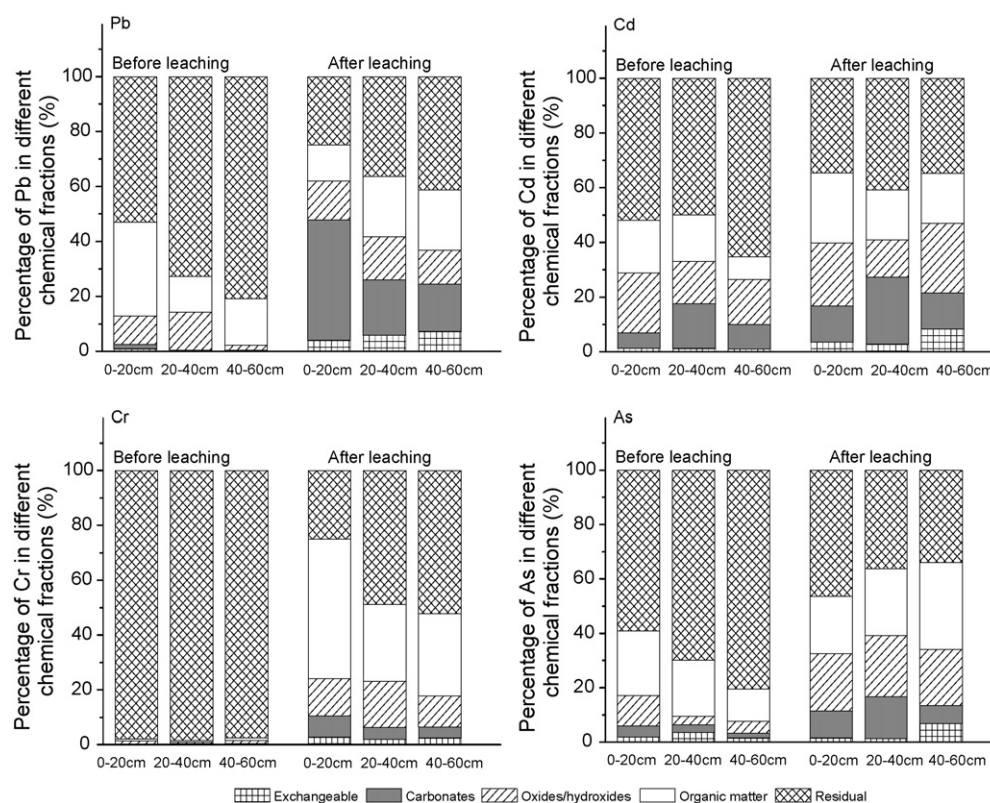 Pb
Before leaching
After leaching
Percentage of Pb in different
chemical fractions (%)
100
80
60
40
20
0
0-20cm 20-40cm 40-60cm 0-20cm 20-40cm 40-60cm
Cd
Before leaching
After leaching
Percentage of Cd in different
chemical fractions (%)
100
80
60
40
20
0
0-20cm 20-40cm 40-60cm 0-20cm 20-40cm 40-60cm
Cr
Before leaching
After leaching
Percentage of Cr in different
chemical fractions (%)
100
80
60
40
20
0
0-20cm 20-40cm 40-60cm 0-20cm 20-40cm 40-60cm
As
Before leaching
After leaching
Percentage of As in different
chemical fractions (%)
100
80
60
40
20
0
0-20cm 20-40cm 40-60cm 0-20cm 20-40cm 40-60cm
Exchangeable Carbonates Oxides/hydroxides Organic matter Residual